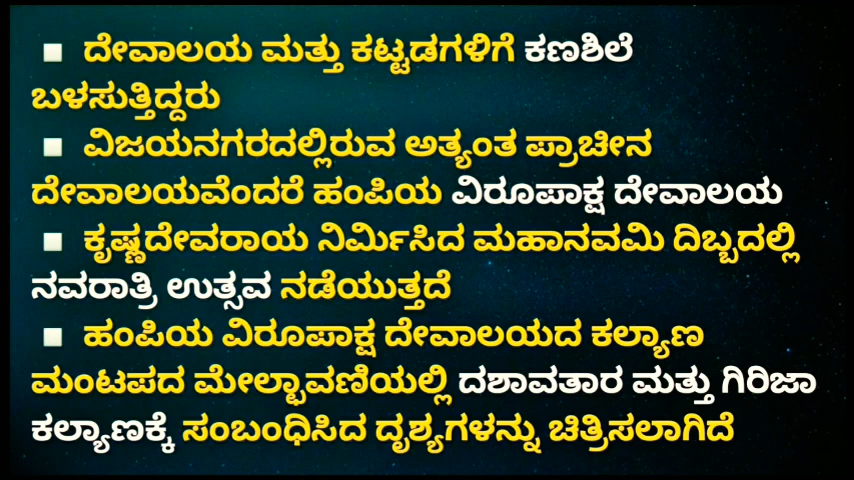 ▪ ದೇವಾಲಯ ಮತ್ತು ಕಟ್ಟಡಗಳಿಗೆ ಕಣಶಿಲೆ
ಬಳಸುತ್ತಿದ್ದರು
▪ ವಿಜಯನಗರದಲ್ಲಿರುವ ಅತ್ಯಂತ ಪ್ರಾಚೀನ
ದೇವಾಲಯವೆಂದರೆ ಹಂಪಿಯ ವಿರೂಪಾಕ್ಷ ದೇವಾಲಯ
▪ ಕೃಷ್ಣದೇವರಾಯ ನಿರ್ಮಿಸಿದ ಮಹಾನವಮಿ ದಿಬ್ಬದಲ್ಲಿ
ನವರಾತ್ರಿ ಉತ್ಸವ ನಡೆಯುತ್ತದೆ
▪ ಹಂಪಿಯ ವಿರೂಪಾಕ್ಷ ದೇವಾಲಯದ ಕಲ್ಯಾಣ
ಮಂಟಪದ ಮೇಲ್ಛಾವಣಿಯಲ್ಲಿ ದಶಾವತಾರ ಮತ್ತು ಗಿರಿಜಾ
ಕಲ್ಯಾಣಕ್ಕೆ ಸಂಬಂಧಿಸಿದ ದೃಶ್ಯಗಳನ್ನು ಚಿತ್ರಿಸಲಾಗಿದೆ